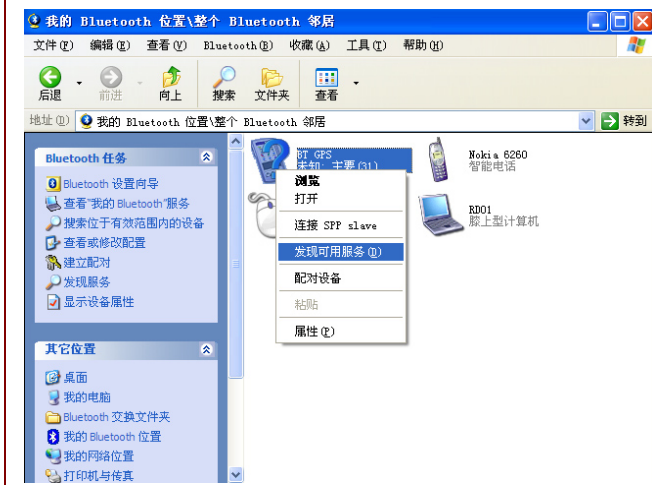 我的 Bluetooth 位置\整个 Bluetooth 邻居
文件(F) 编辑(E) 查看(V) Bluetooth(B) 收藏(A) 工具(T) 帮助(H)
后退 前进 向上 搜索 文件夹 查看
地址(D) 我的 Bluetooth 位置\整个 Bluetooth 邻居 转到
Bluetooth 任务
Bluetooth 设置向导
查看“我的 Bluetooth”服务
搜索位于有效范围内的设备
查看或修改配置
建立配对
发现服务
显示设备属性
其它位置
桌面
我的电脑
Bluetooth 交换文件夹
我的 Bluetooth 位置
我的网络位置
打印机与传真
BT GPS
未知: 主要(31)
Nokia 6260
智能电话
RD01
膝上型计算机
浏览
打开
连接 SPP slave
发现可用服务(D)
配对设备
粘贴
属性(P)